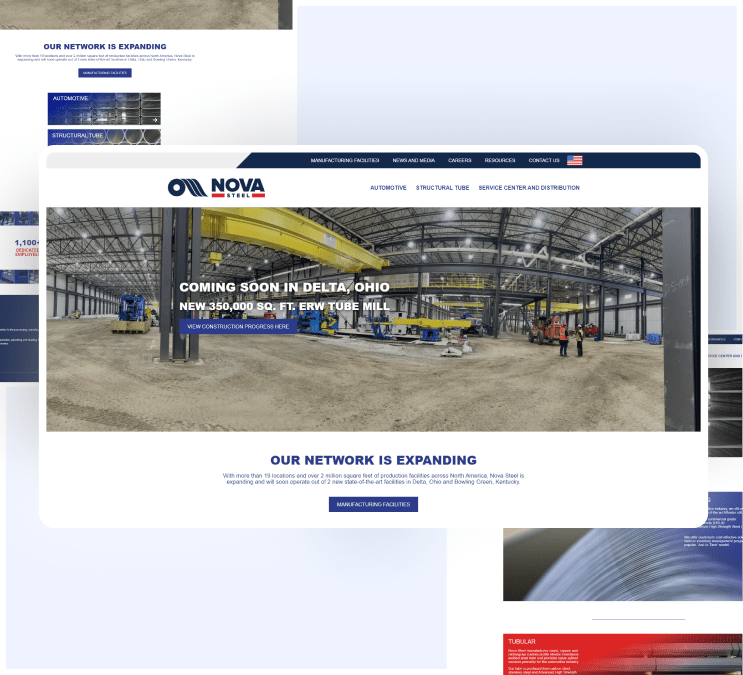 OUR NETWORK IS EXPANDING
With more than 19 locations and over 2 million square feet of production facilities across North America, Nova Steel is
expanding and will soon operate out of 2 new state-of-the-art facilities in Delta, Ohio and Bowling Green, Kentucky.
MANUFACTURING FACILITIES
AUTOMOTIVE
STRUCTURAL TUBE
MANUFACTURING FACILITIES NEWS AND MEDIA CAREERS RESOURCES CONTACT US
NOVA
STEEL
AUTOMOTIVE STRUCTURAL TUBE SERVICE CENTER AND DISTRIBUTION
1,100+
DEDICATED
EMPLOYEES
COMING SOON IN DELTA, OHIO
NEW 350,000 SQ. FT. ERW TUBE MILL
VIEW CONSTRUCTION PROGRESS HERE
OUR NETWORK IS EXPANDING
With more than 19 locations and over 2 million square feet of production facilities across North America, Nova Steel is
expanding and will soon operate out of 2 new state-of-the-art facilities in Delta, Ohio and Bowling Green, Kentucky.
MANUFACTURING FACILITIES
TUBULAR